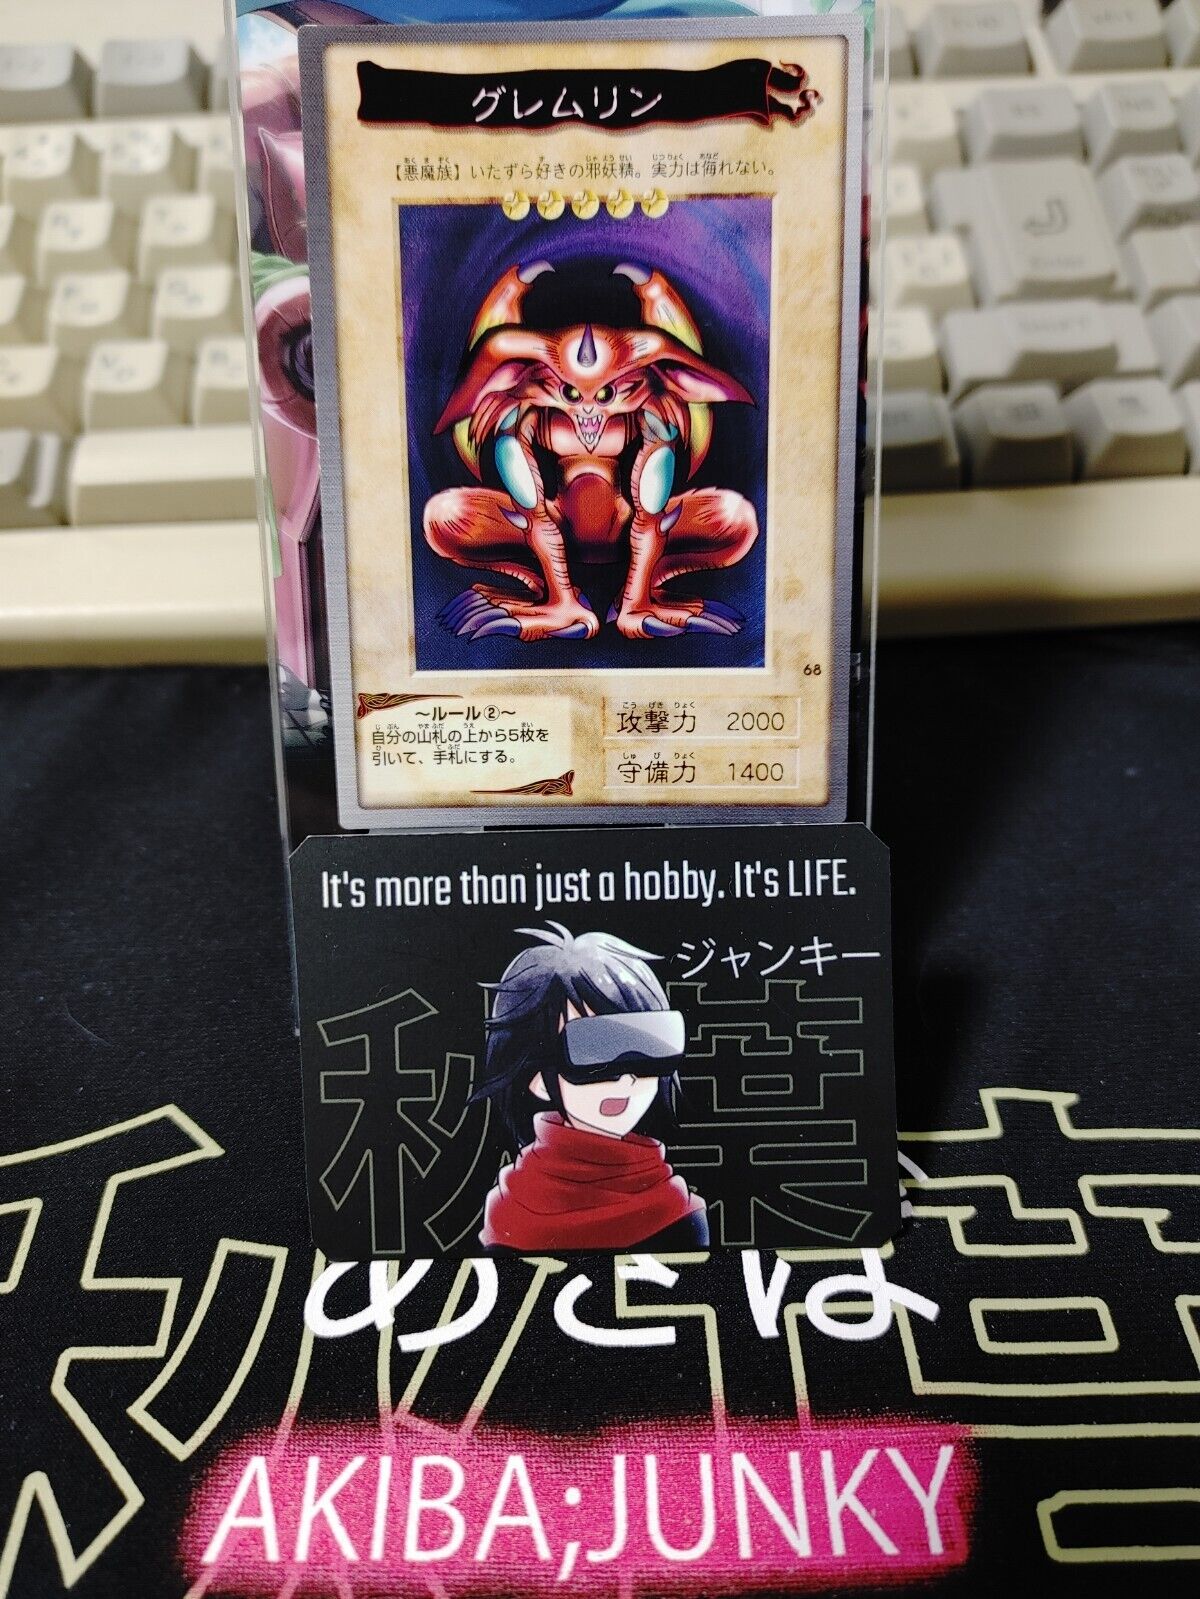 グレムリン
【悪魔族】いたずら好きの邪妖精。実力は侮れない。
68
~ルール②~
自分の山札の上から5枚を
引いて、手札にする。
攻撃力 2000
守備力 1400
It's more than just a hobby. It's LIFE.
ジャンキー
秋葉
AKIBA;JUNKY